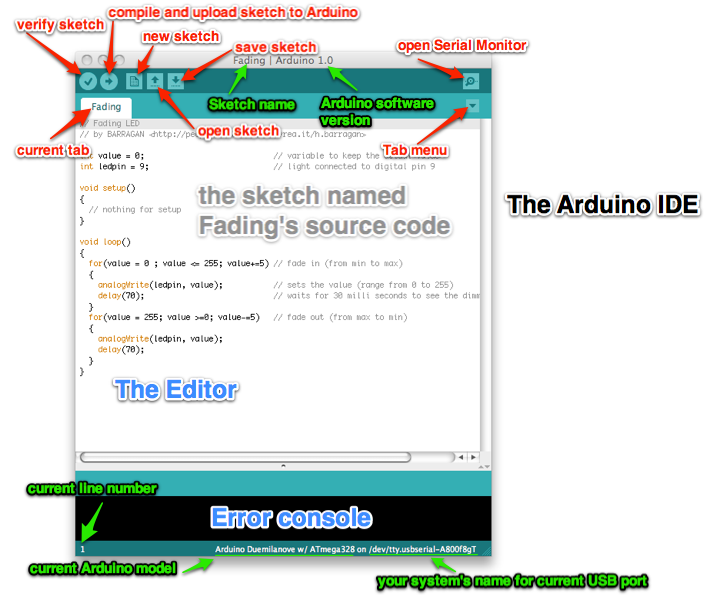 compile and upload sketch to Arduino
verify sketch
new sketch
save sketch
open Serial Monitor
Fading | Arduino 1.0
Sketch name
Arduino software
version
Fading
open sketch
current tab
Tab menu
// Fading LED
// by BARRAGAN <http://pe rea.it/h.barragan>
int value = 0; // variable to keep the
int ledpin = 9; // light connected to digital pin 9
void setup()
{
// nothing for setup
}
the sketch named
Fading's source code
The Arduino IDE
void loop()
{
for(value = 0 ; value <= 255; value+=5) // fade in (from min to max)
{
analogWrite(ledpin, value); // sets the value (range from 0 to 255)
delay(70); // waits for 30 milli seconds to see the dimm
}
for(value = 255; value >=0; value-=5) // fade out (from max to min)
{
analogWrite(ledpin, value);
delay(70);
}
}
The Editor
current line number
Error console
1
Arduino Duemilanove w/ ATmega328 on /dev/tty.usbserial-A800f8gT
current Arduino model
your system's name for current USB port